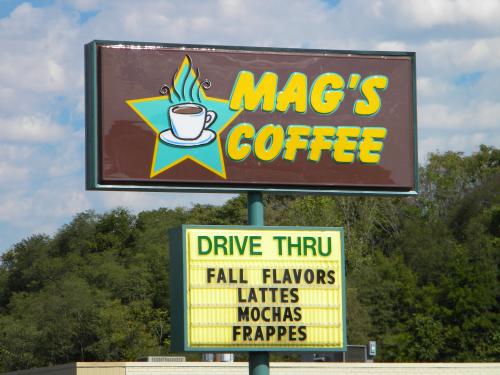 MAG'S
COFFEE
DRIVE THRU
FALL FLAVORS
LATTES
MOCHAS
FRAPPES